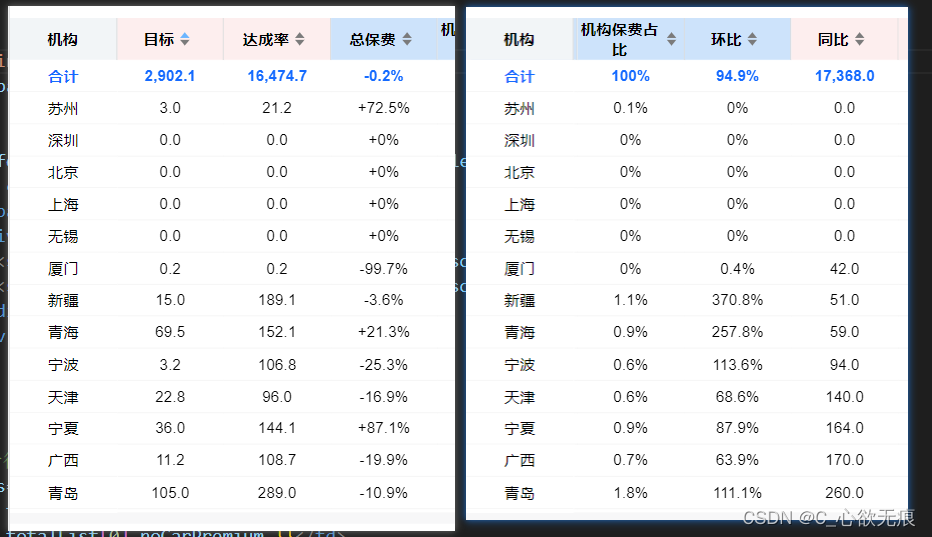 机构 目标 达成率 总保费 机
合计 2,902.1 16,474.7 -0.2%
苏州 3.0 21.2 +72.5%
深圳 0.0 0.0 +0%
北京 0.0 0.0 +0%
上海 0.0 0.0 +0%
无锡 0.0 0.0 +0%
厦门 0.2 0.2 -99.7%
新疆 15.0 189.1 -3.6%
青海 69.5 152.1 +21.3%
宁波 3.2 106.8 -25.3%
天津 22.8 96.0 -16.9%
宁夏 36.0 144.1 +87.1%
广西 11.2 108.7 -19.9%
青岛 105.0 289.0 -10.9%
机构 机构保费占比 环比 同比
合计 100% 94.9% 17,368.0
苏州 0.1% 0% 0.0
深圳 0% 0% 0.0
北京 0% 0% 0.0
上海 0% 0% 0.0
无锡 0% 0% 0.0
厦门 0% 0.4% 42.0
新疆 1.1% 370.8% 51.0
青海 0.9% 257.8% 59.0
宁波 0.6% 113.6% 94.0
天津 0.6% 68.6% 140.0
宁夏 0.9% 87.9% 164.0
广西 0.7% 63.9% 170.0
青岛 1.8% 111.1% 260.0
CSDN @C_心欲无痕